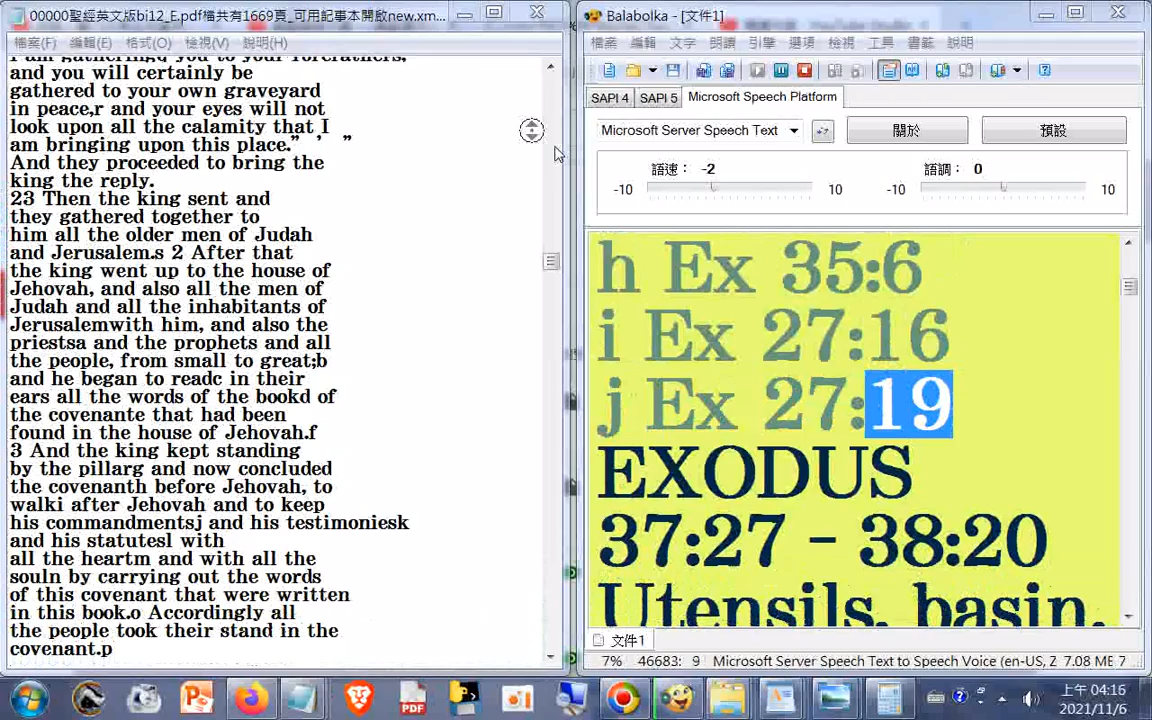 00000聖經英文版bi12_E.pdf檔共有1669頁_可用記事本開啟new.xm...
檔案(F) 編輯(E) 格式(O) 檢視(V) 說明(H)
I am gathering you to your forefathers,
and you will certainly be
gathered to your own graveyard
in peace,r and your eyes will not
look upon all the calamity that I
am bringing upon this place.” ’ ”
And they proceeded to bring the
king the reply.
23 Then the king sent and
they gathered together to
him all the older men of Judah
and Jerusalem.s 2 After that
the king went up to the house of
Jehovah, and also all the men of
Judah and all the inhabitants of
Jerusalemwith him, and also the
priestsa and the prophets and all
the people, from small to great;b
and he began to readc in their
ears all the words of the bookd of
the covenante that had been
found in the house of Jehovah.f
3 And the king kept standing
by the pillarg and now concluded
the covenanth before Jehovah, to
walki after Jehovah and to keep
his commandmentsj and his testimoniesk
and his statutesl with
all the heartm and with all the
souln by carrying out the words
of this covenant that were written
in this book.o Accordingly all
the people took their stand in the
covenant.p
Balabolka - [文件1]
檔案 編輯 文字 朗讀 引擎 選項 檢視 工具 書籤 說明
SAPI 4 SAPI 5 Microsoft Speech Platform
Microsoft Server Speech Text 關於 預設
語速： -2 語調： 0
-10 10 -10 10
h Ex 35:6
i Ex 27:16
j Ex 27:19
EXODUS
37:27 - 38:20
Utensils, basin,
文件1
7% 46683: 9 Microsoft Server Speech Text to Speech Voice (en-US, Z 7.08 MB 7
PDF
上午 04:16
2021/11/6